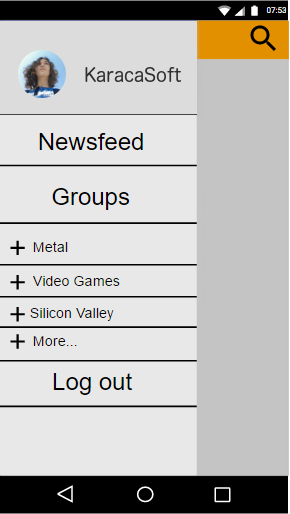 07:53
KaracaSoft
Newsfeed
Groups
Metal
Video Games
Silicon Valley
More...
Log out